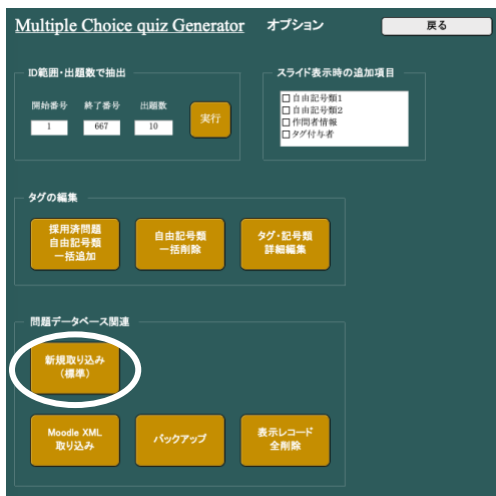 Multiple Choice quiz Generator オプション 戻る
ID範囲・出題数で抽出
開始番号 終了番号 出題数
1 667 10
実行
スライド表示時の追加項目
自由記号類1
自由記号類2
作問者情報
タグ付与者
タグの編集
採用済問題
自由記号類
一括追加
自由記号類
一括削除
タグ・記号類
詳細編集
問題データベース関連
新規取り込み
(標準)
Moodle XML
取り込み
バックアップ
表示レコード
全削除